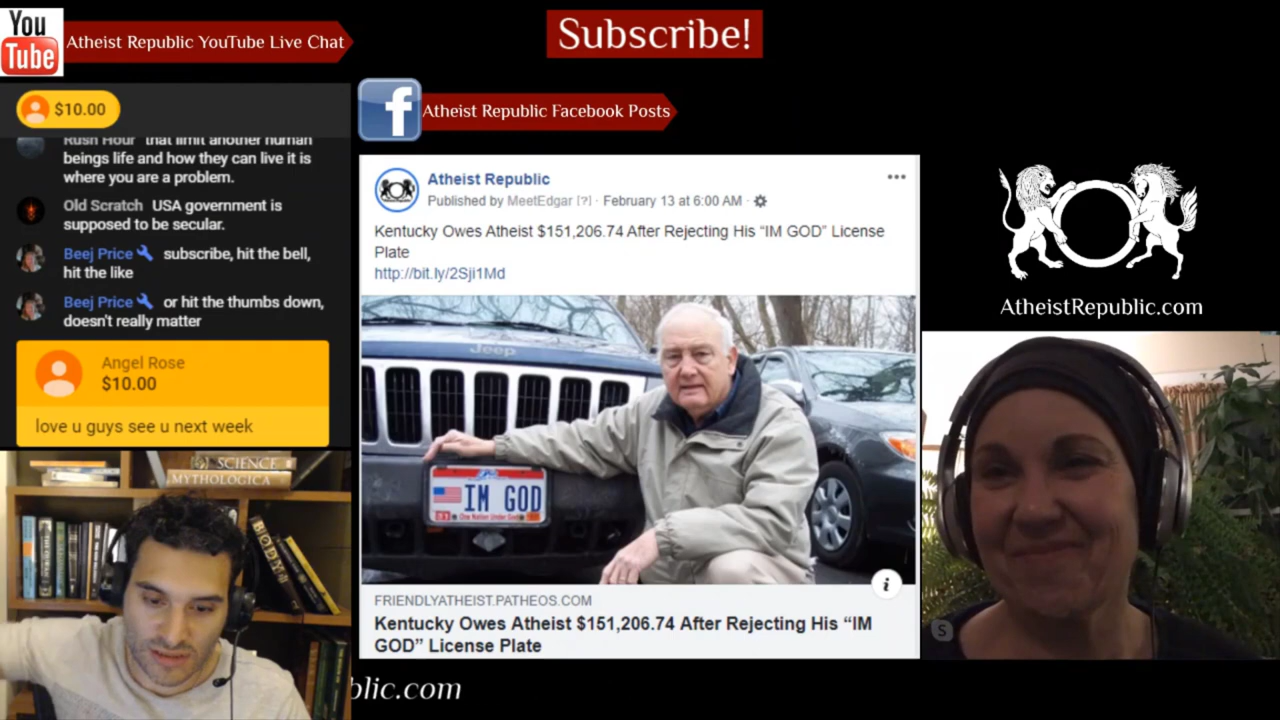 You
Tube
Atheist Republic YouTube Live Chat
Subscribe!
$10.00
Rush Hour that limit another human
beings life and how they can live it is
where you are a problem.
Old Scratch USA government is
supposed to be secular.
Beej Price subscribe, hit the bell,
hit the like
Beej Price or hit the thumbs down,
doesn't really matter
Angel Rose
$10.00
love u guys see u next week
f
Atheist Republic Facebook Posts
Atheist Republic
Published by MeetEdgar [?] · February 13 at 6:00 AM ·
Kentucky Owes Atheist $151,206.74 After Rejecting His “IM GOD” License
Plate
http://bit.ly/2Sji1Md
Jeep
IM GOD
One Nation Under God
i
FRIENDLYATHEIST.PATHEOS.COM
Kentucky Owes Atheist $151,206.74 After Rejecting His “IM
GOD” License Plate
AtheistRepublic.com
S
SCIENCE
MYTHOLOGICA
BODY
blic.com